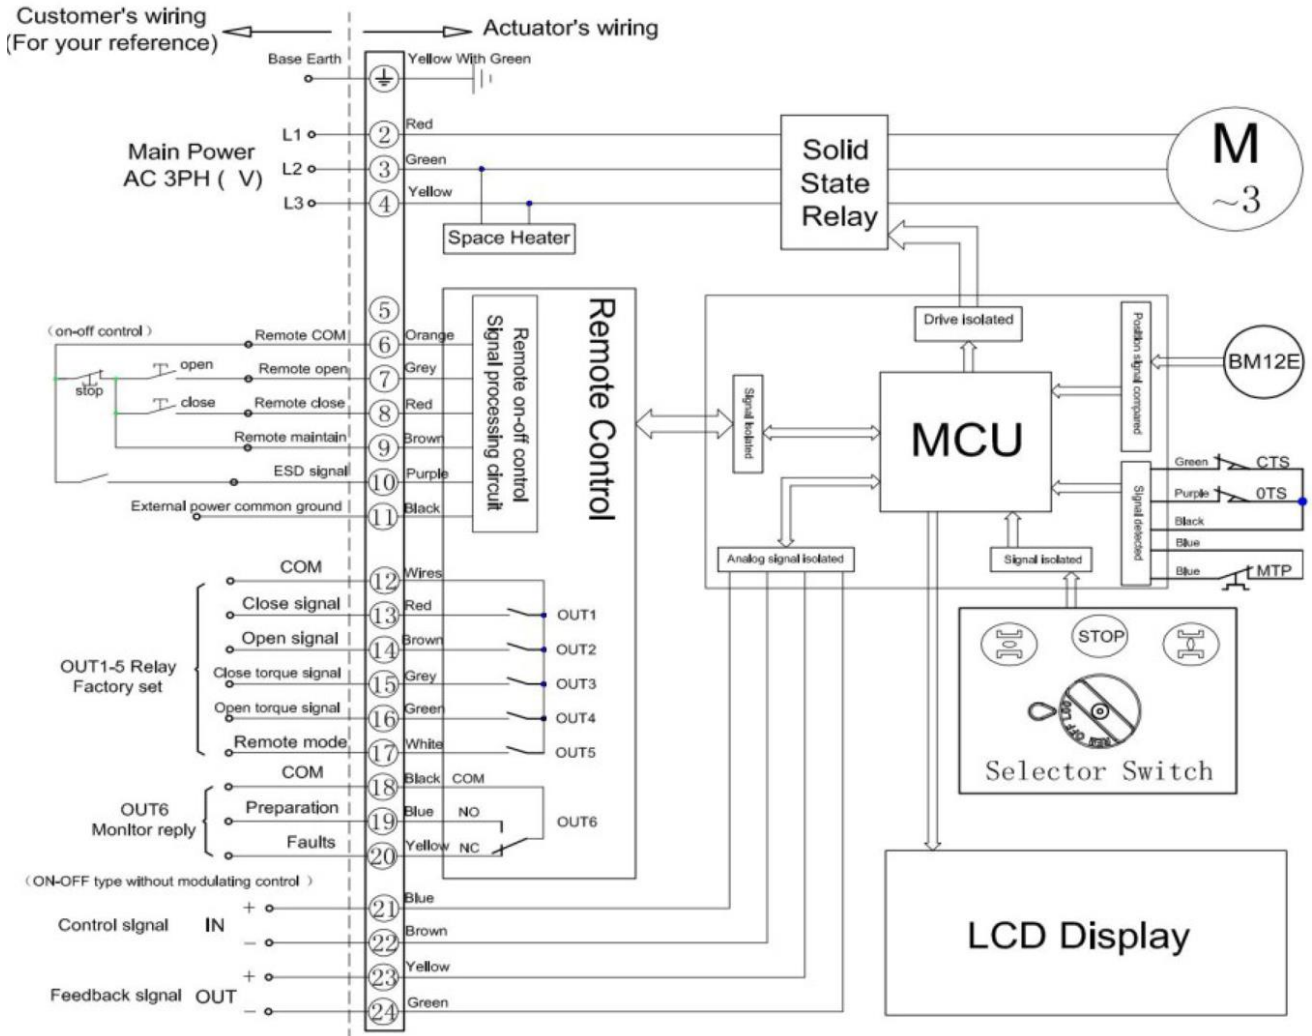 Customer's wiring
(For your reference)
Actuator's wiring
Base Earth
Yellow With Green
Main Power
AC 3PH ( V)
L1
2
Red
L2
3
Green
L3
4
Yellow
Space Heater
Solid
State
Relay
M
~3
5
(on-off control)
Remote COM
6
Orange
open
Remote open
7
Grey
stop
close
Remote close
8
Red
Remote maintain
9
Brown
ESD signal
10
Purple
External power common ground
11
Black
Remote on-off control
Signal processing circuit
Remote Control
COM
12
Wires
Close signal
13
Red
OUT1
Open signal
14
Brown
OUT2
OUT1-5 Relay
Factory set
Close torque signal
15
Grey
OUT3
Open torque signal
16
Green
OUT4
Remote mode
17
White
OUT5
COM
18
Black
COM
OUT6
Monitor reply
Preparation
19
Blue
NO
OUT6
Faults
20
Yellow
NC
(ON-OFF type without modulating control)
Control signal IN
+
21
Blue
−
22
Brown
Feedback signal OUT
+
23
Yellow
−
24
Green
Drive isolated
Signal isolated
MCU
Position signal compared
BM12E
Signal detected
Green
CTS
Purple
OTS
Black
Blue
Blue
MTP
Analog signal isolated
Signal isolated
STOP
REM OFF LOC
Selector Switch
LCD Display